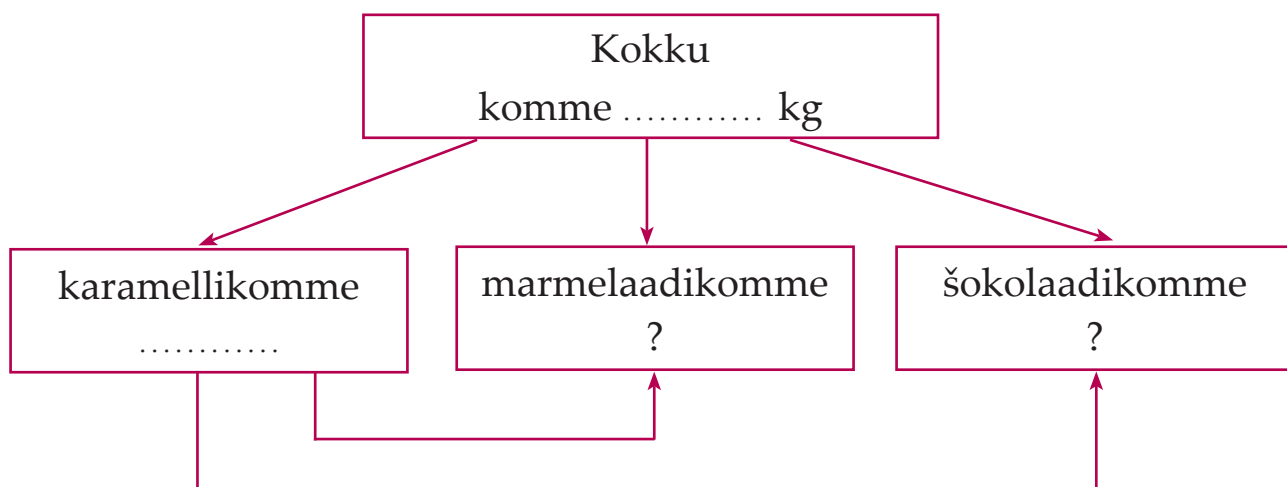 Kokku
komme ............ kg
karamellikomme
............
marmelaadikomme
?
šokolaadikomme
?